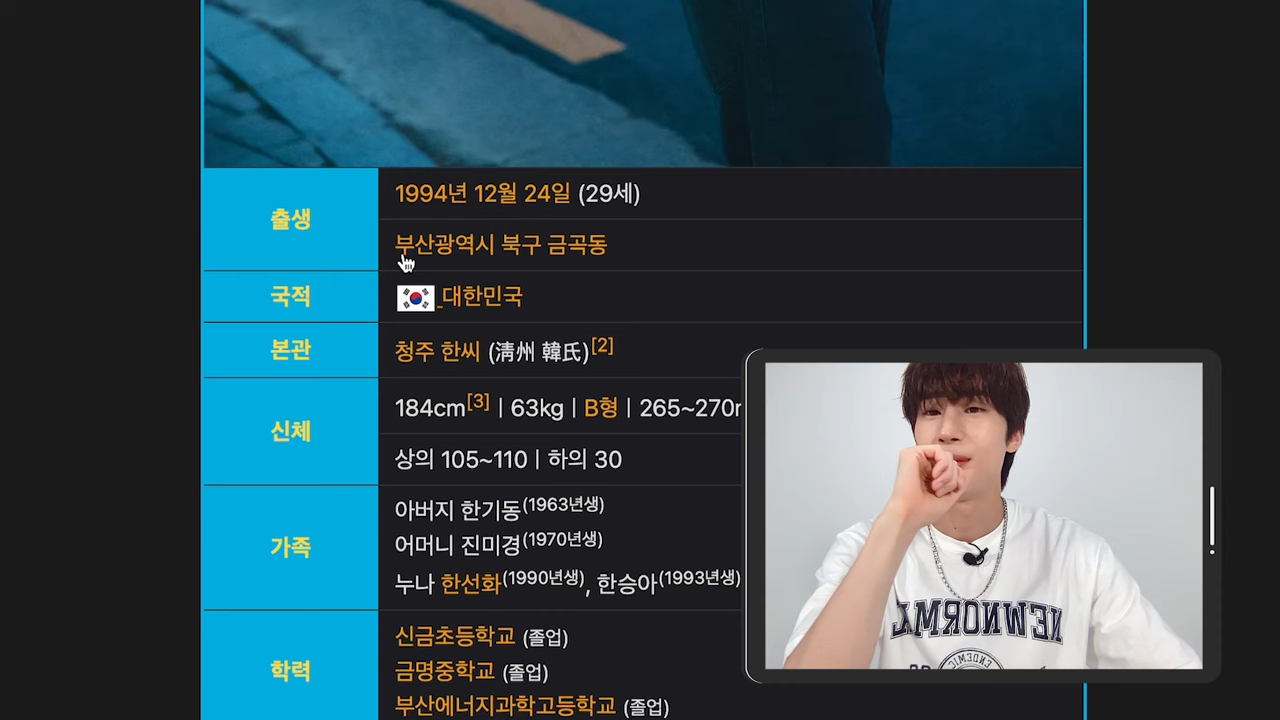 출생
1994년 12월 24일 (29세)
부산광역시 북구 금곡동
국적
대한민국
본관
청주 한씨 (淸州 韓氏)[2]
신체
184cm[3] | 63kg | B형 | 265~270
상의 105~110 | 하의 30
가족
아버지 한기동(1963년생)
어머니 진미경(1970년생)
누나 한선화(1990년생), 한승아(1993년생)
학력
신금초등학교 (졸업)
금명중학교 (졸업)
부산에너지과학고등학교 (졸업)
NEWNORMAL
ENDEMIC